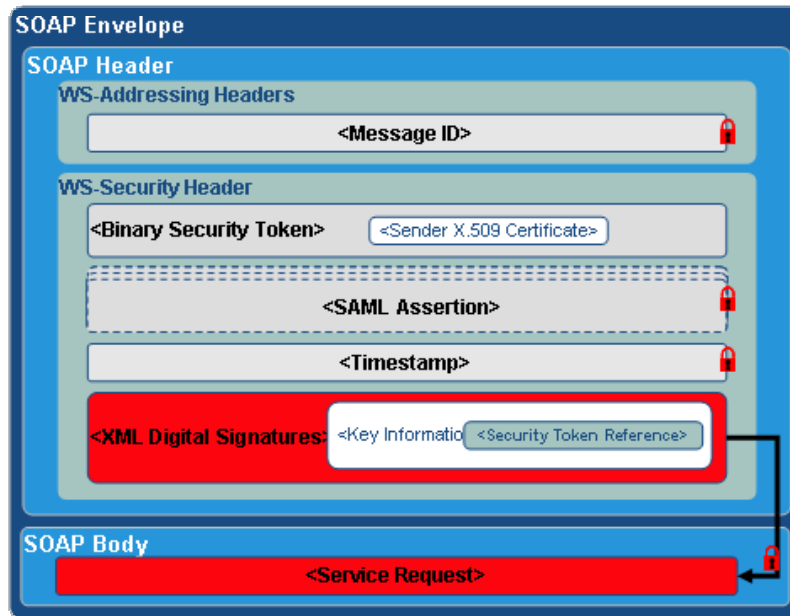 SOAP Envelope
SOAP Header
WS-Addressing Headers
<Message ID>
WS-Security Header
<Binary Security Token> <Sender X.509 Certificate>
<SAML Assertion>
<Timestamp>
<XML Digital Signatures> <Key Informatio <Security Token Reference>
SOAP Body
<Service Request>